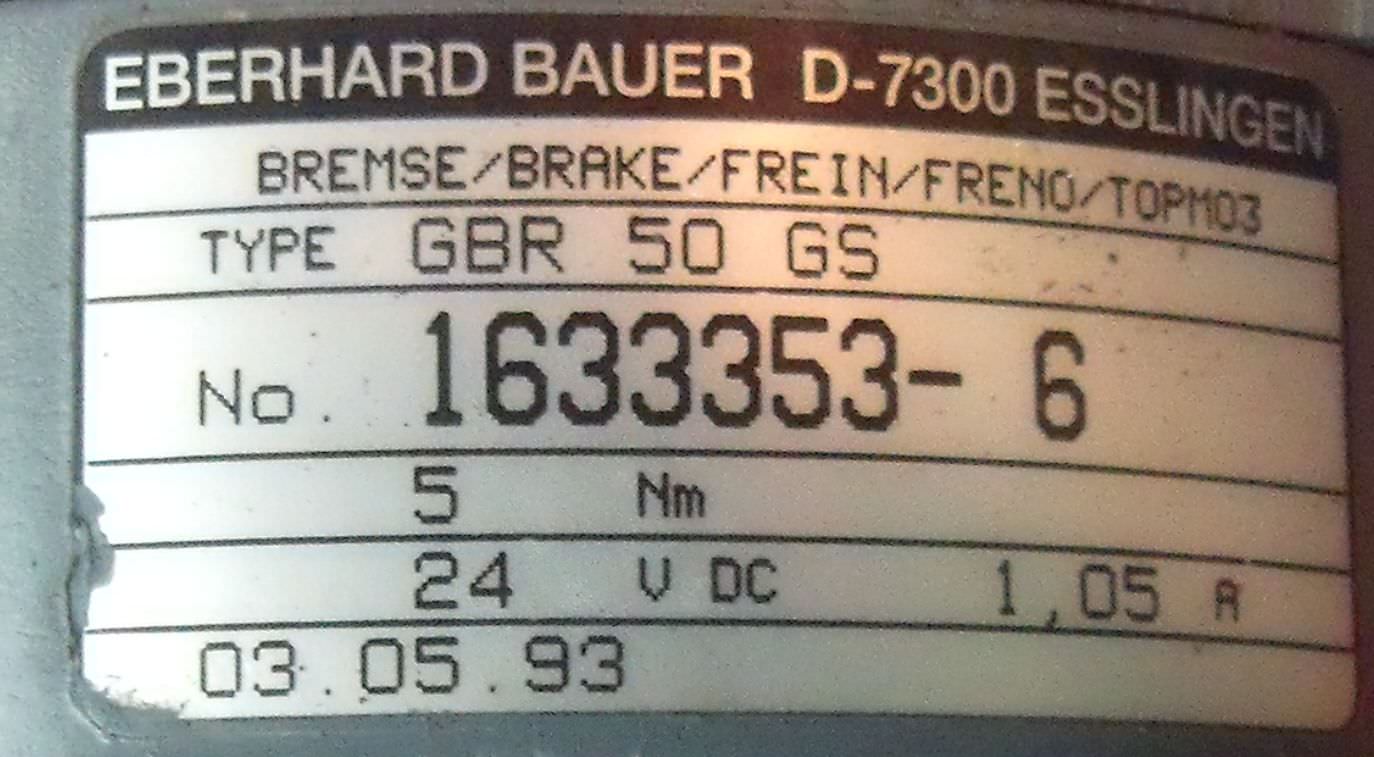 EBERHARD BAUER D-7300 ESSLINGEN
BREMSE/BRAKE/FREIN/FRENO/TOPMO3
TYPE GBR 50 GS
No. 1633353- 6
5 Nm
24 V DC 1,05 A
03.05.93